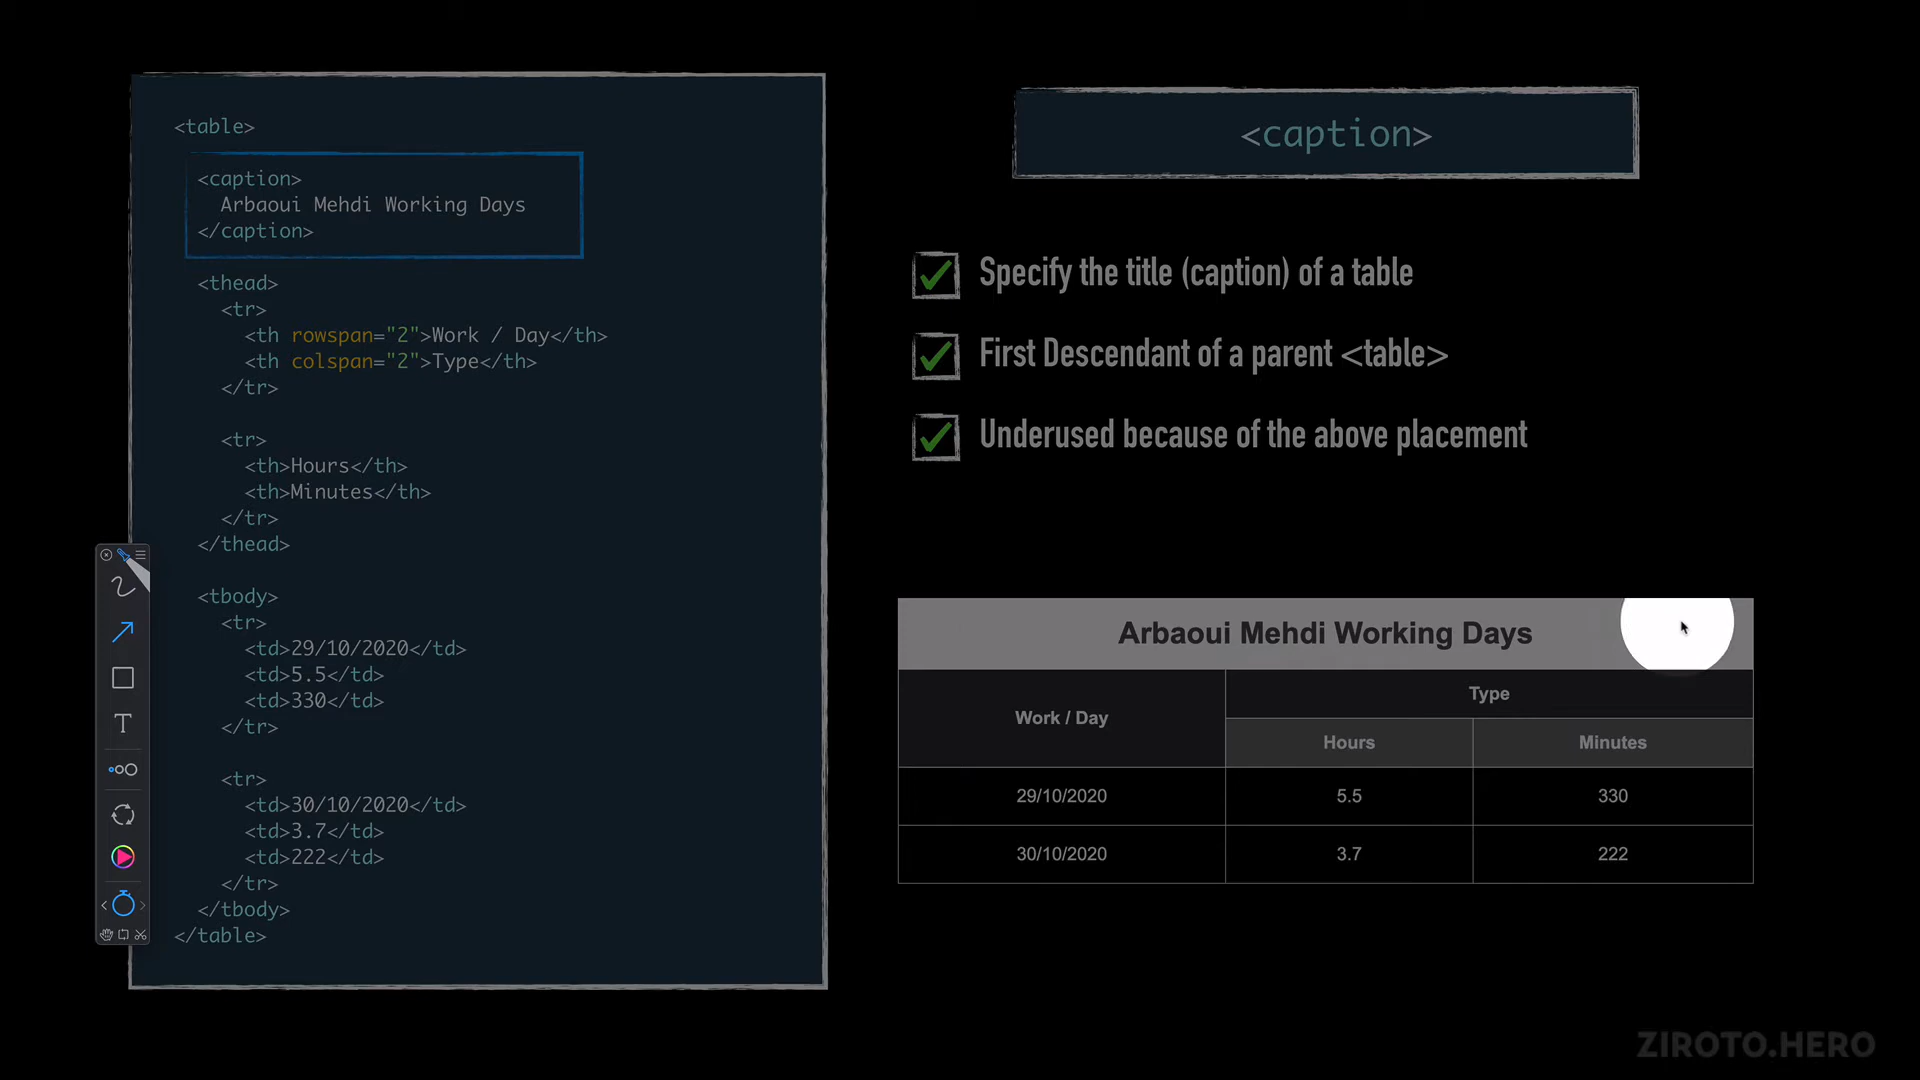 <table>
<caption>
Arbaoui Mehdi Working Days
</caption>
<thead>
<tr>
<th rowspan="2">Work / Day</th>
<th colspan="2">Type</th>
</tr>
<tr>
<th>Hours</th>
<th>Minutes</th>
</tr>
</thead>
<tbody>
<tr>
<td>29/10/2020</td>
<td>5.5</td>
<td>330</td>
</tr>
<tr>
<td>30/10/2020</td>
<td>3.7</td>
<td>222</td>
</tr>
</tbody>
</table>
<caption>
Specify the title (caption) of a table
First Descendant of a parent <table>
Underused because of the above placement
Arbaoui Mehdi Working Days
Work / Day
Type
Hours Minutes
29/10/2020 5.5 330
30/10/2020 3.7 222
T
ZIROTO.HERO